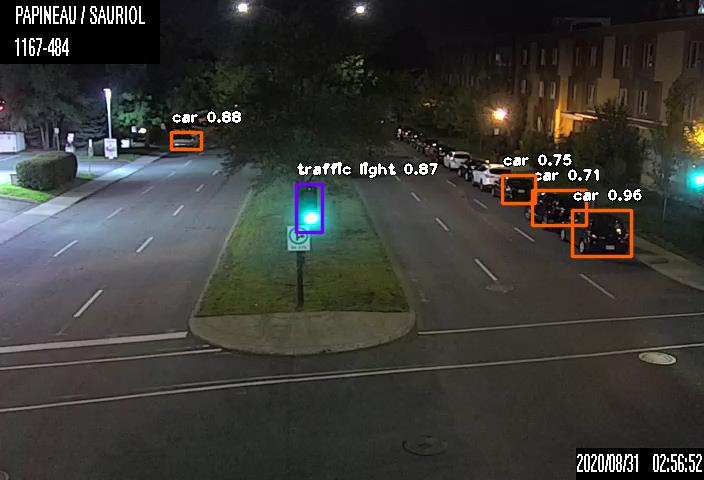 PAPINEAU / SAURIOL
1167-484
car 0.88
car 0.75
traffic light 0.87
car 0.71
car 0.96
2020/08/31 02:56:52